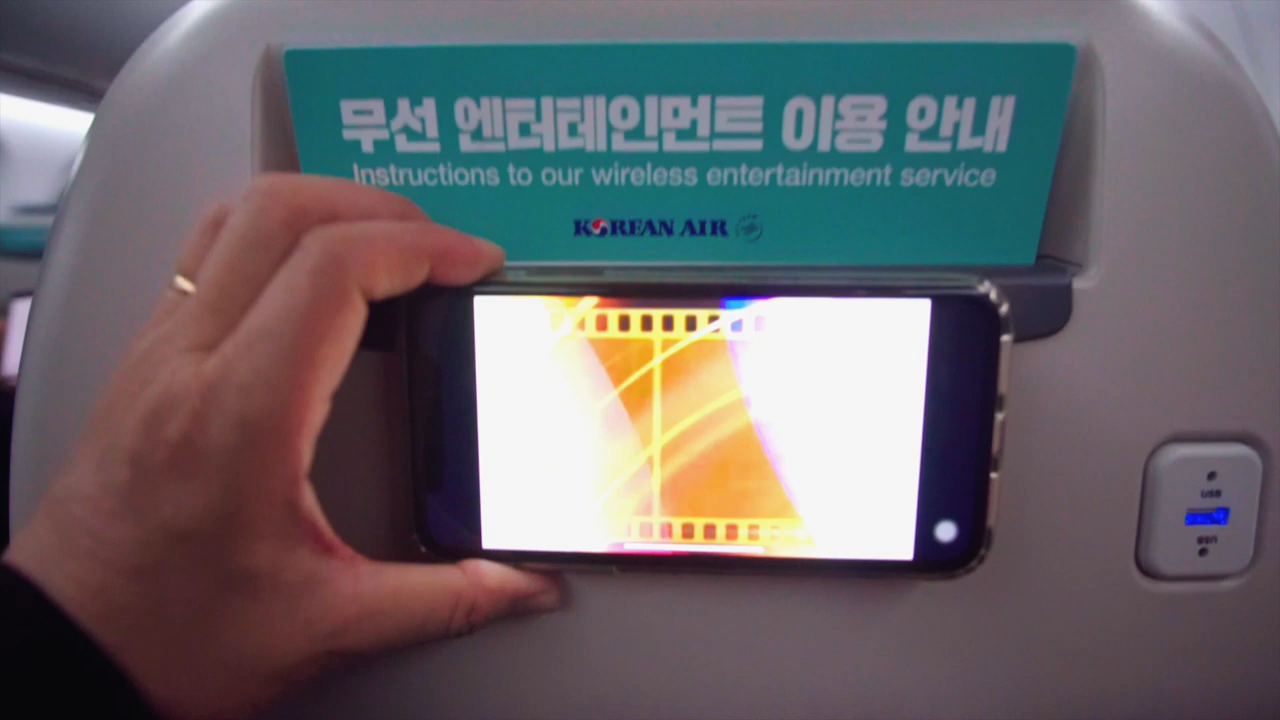 무선 엔터테인먼트 이용 안내
Instructions to our wireless entertainment service
KOREAN AIR
USB
USB